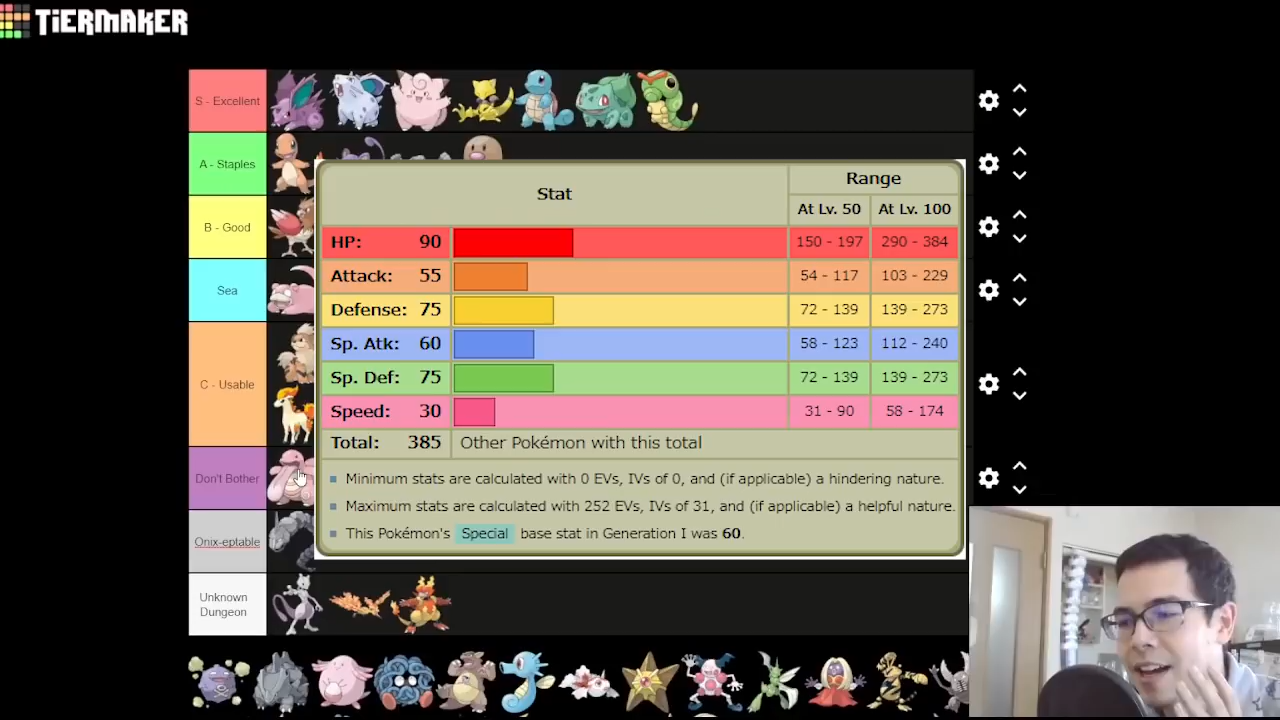 TIERMAKER
S - Excellent
A - Staples
B - Good
Sea
C - Usable
Don't Bother
Onix-eptable
Unknown
Dungeon
Stat
Range
At Lv. 50 At Lv. 100
HP: 90 150 - 197 290 - 384
Attack: 55 54 - 117 103 - 229
Defense: 75 72 - 139 139 - 273
Sp. Atk: 60 58 - 123 112 - 240
Sp. Def: 75 72 - 139 139 - 273
Speed: 30 31 - 90 58 - 174
Total: 385 Other Pokémon with this total
Minimum stats are calculated with 0 EVs, IVs of 0, and (if applicable) a hindering nature.
Maximum stats are calculated with 252 EVs, IVs of 31, and (if applicable) a helpful nature.
This Pokémon's Special base stat in Generation I was 60.